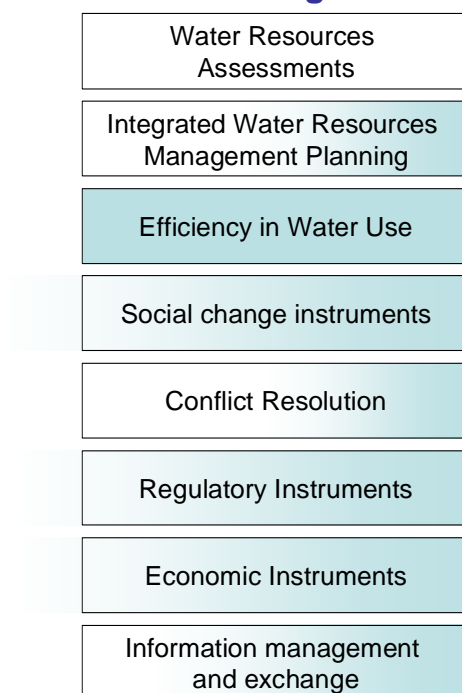 Water Resources
Assessments
Integrated Water Resources
Management Planning
Efficiency in Water Use
Social change instruments
Conflict Resolution
Regulatory Instruments
Economic Instruments
Information management
and exchange